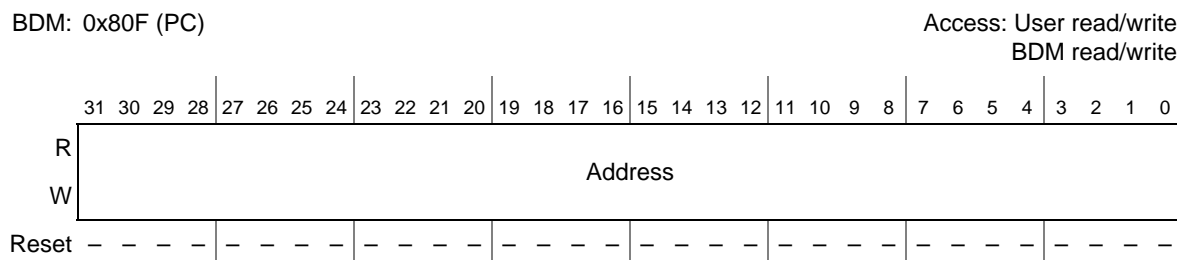 BDM: 0x80F (PC) Access: User read/write
BDM read/write
31 30 29 28 27 26 25 24 23 22 21 20 19 18 17 16 15 14 13 12 11 10 9 8 7 6 5 4 3 2 1 0
R
Address
W
Reset – – – – – – – – – – – – – – – – – – – – – – – – – – – – – – – –